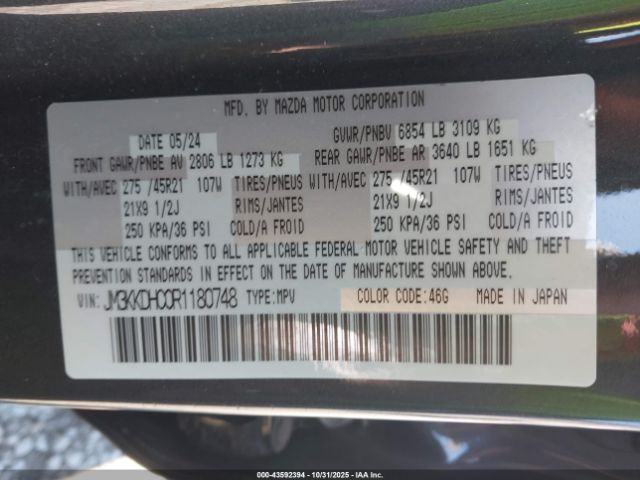 MFD. BY MAZDA MOTOR CORPORATION
DATE 05/24 GVWR/PNBV 6854 LB 3109 KG
FRONT GAWR/PNBE AV 2806 LB 1273 KG REAR GAWR/PNBE AR 3640 LB 1651 KG
WITH/AVEC 275 /45R21 107W TIRES/PNEUS WITH/AVEC 275 /45R21 107W TIRES/PNEUS
21X9 1/2J RIMS/JANTES 21X9 1/2J RIMS/JANTES
250 KPA/36 PSI COLD/A FROID 250 KPA/36 PSI COLD/A FROID
THIS VEHICLE CONFORMS TO ALL APPLICABLE FEDERAL MOTOR VEHICLE SAFETY AND THEFT
PREVENTION STANDARDS IN EFFECT ON THE DATE OF MANUFACTURE SHOWN ABOVE.
VIN: JM3KKDHC0R1180748 TYPE:MPV COLOR CODE:46G MADE IN JAPAN
000-43592394 10/31/2025 Copyright IAA, Inc.